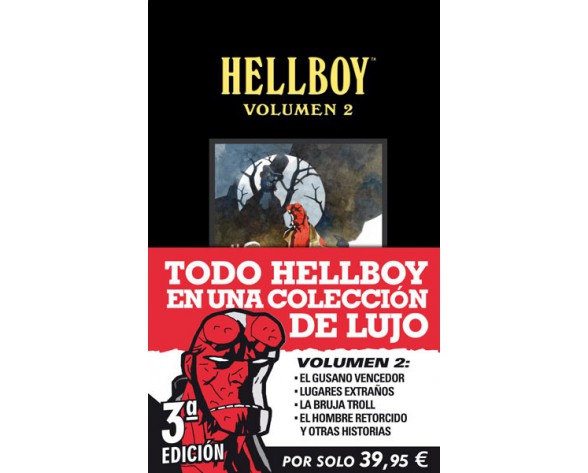 HELLBOY™
VOLUMEN 2
TODO HELLBOY
EN UNA COLECCIÓN
DE LUJO
VOLUMEN 2:
• EL GUSANO VENCEDOR
• LUGARES EXTRAÑOS
• LA BRUJA TROLL
• EL HOMBRE RETORCIDO
Y OTRAS HISTORIAS
3ª
EDICIÓN
POR SOLO 39,95 €